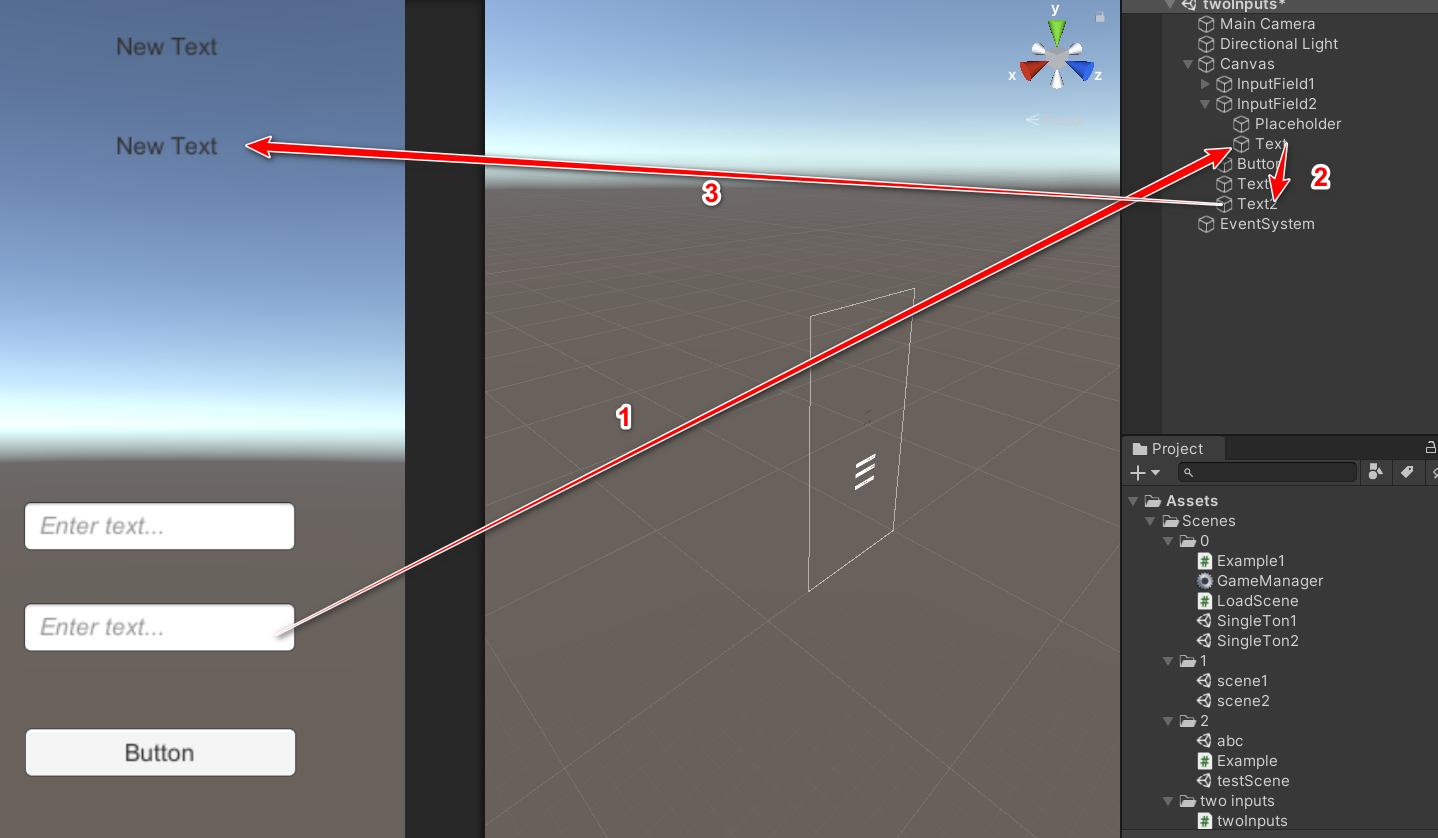 New Text
New Text
Enter text...
Enter text...
Button
1
2
3
y
x
z
twoInputs*
Main Camera
Directional Light
Canvas
InputField1
InputField2
Placeholder
Text
Button
Text
Text2
EventSystem
Project
Assets
Scenes
0
Example1
GameManager
LoadScene
SingleTon1
SingleTon2
1
scene1
scene2
2
abc
Example
testScene
two inputs
twoInputs